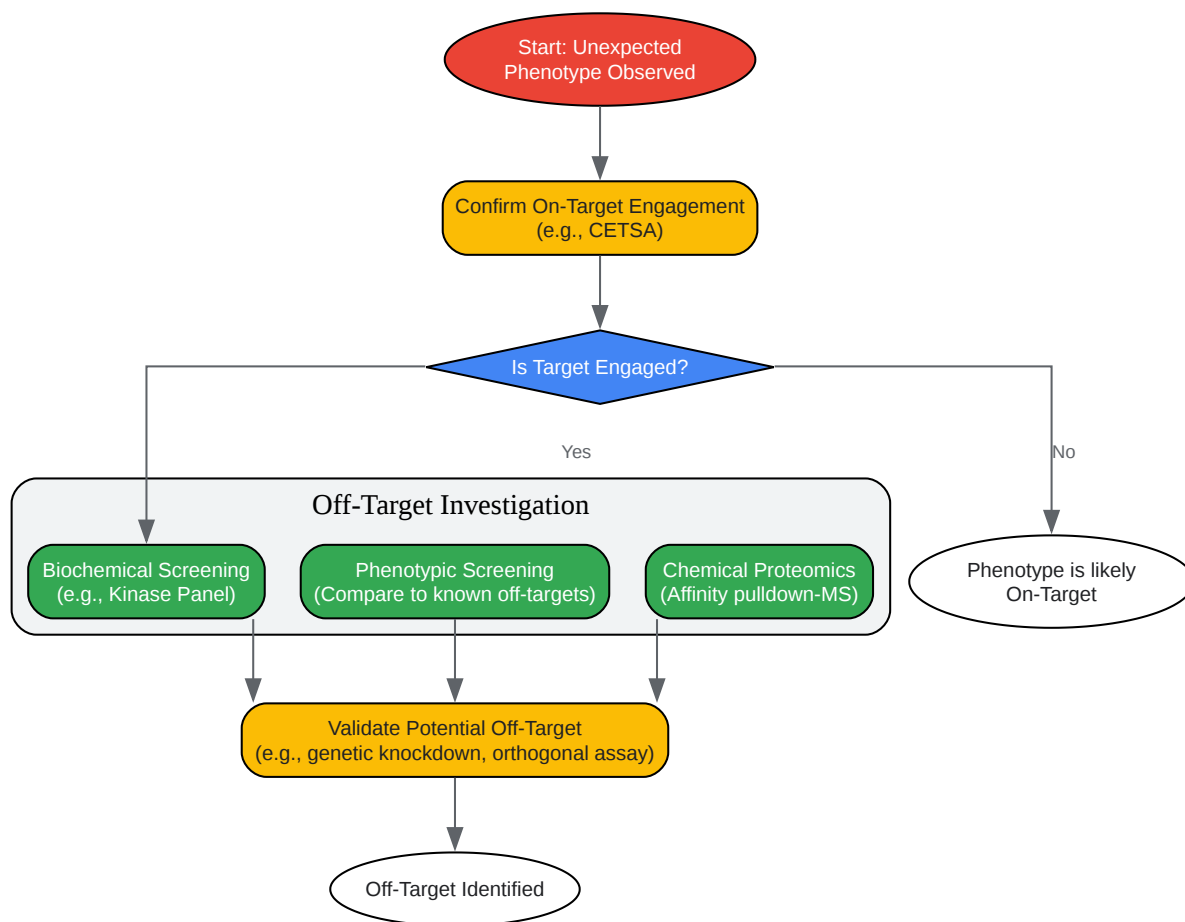 Start: Unexpected
Phenotype Observed
Confirm On-Target Engagement
(e.g., CETSA)
Is Target Engaged?
Yes
No
Off-Target Investigation
Biochemical Screening
(e.g., Kinase Panel)
Phenotypic Screening
(Compare to known off-targets)
Chemical Proteomics
(Affinity pulldown-MS)
Phenotype is likely
On-Target
Validate Potential Off-Target
(e.g., genetic knockdown, orthogonal assay)
Off-Target Identified